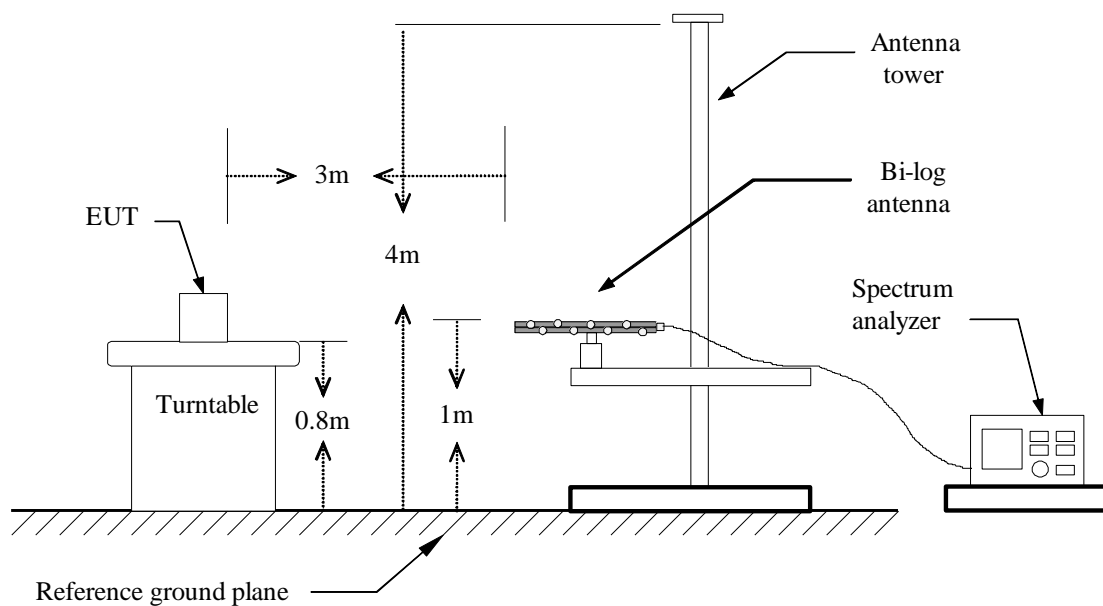 Antenna
tower
3m
Bi-log
antenna
EUT
4m
Spectrum
analyzer
Turntable
0.8m
1m
Reference ground plane